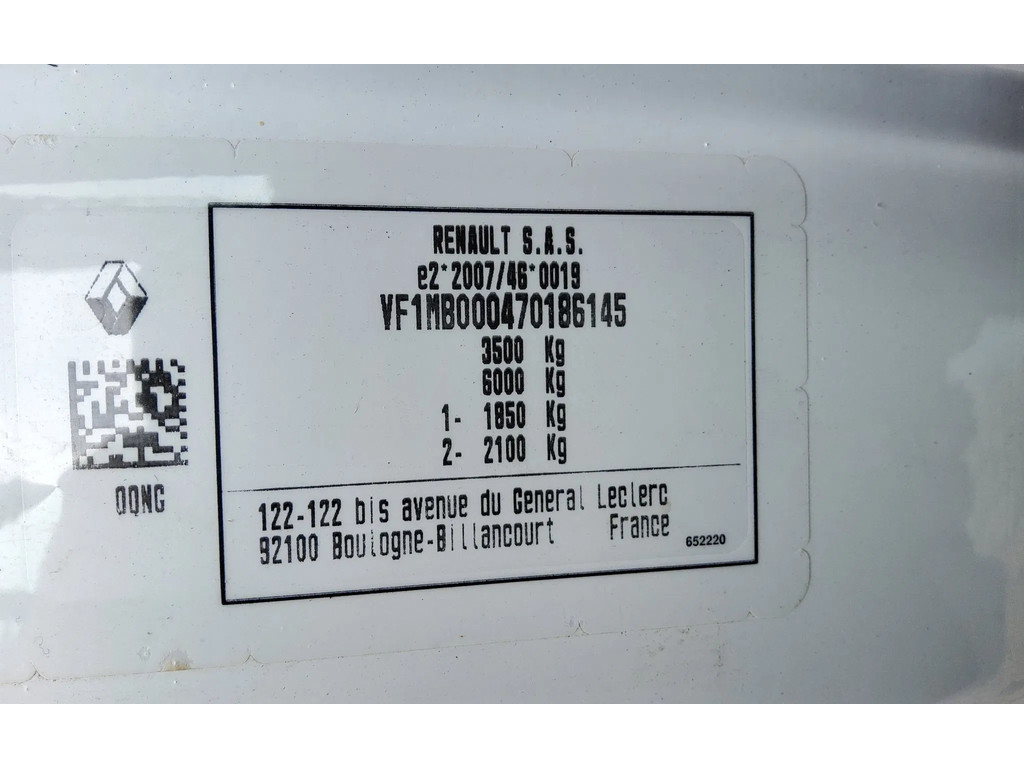 RENAULT S.A.S.
e2*2007/46*0019
VF1MB000470186145
3500 Kg
6000 Kg
1- 1850 Kg
2- 2100 Kg
QQNG
122-122 bis avenue du General Leclerc
92100 Boulogne-Billancourt France
652220